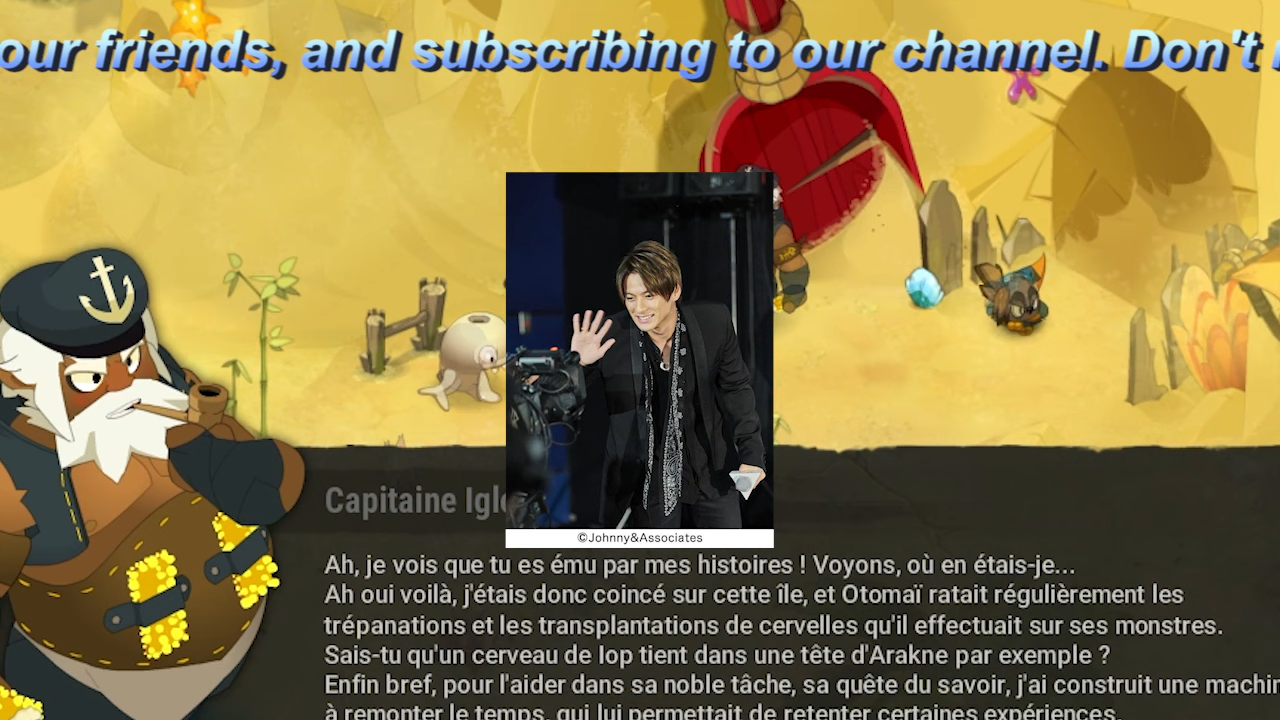 our friends, and subscribing to our channel. Don't
Capitaine
©Johnny&Associates
Ah, je vois que tu es ému par mes histoires ! Voyons, où en étais-je...
Ah oui voilà, j'étais donc coincé sur cette île, et Otomaï ratait régulièrement les
trépanations et les transplantations de cervelles qu'il effectuait sur ses monstres.
Sais-tu qu'un cerveau de Iop tient dans une tête d'Arakne par exemple ?
Enfin bref, pour l'aider dans sa noble tâche, sa quête du savoir, j'ai construit une
à remonter le temps, qui lui permettait de retenter certaines expériences